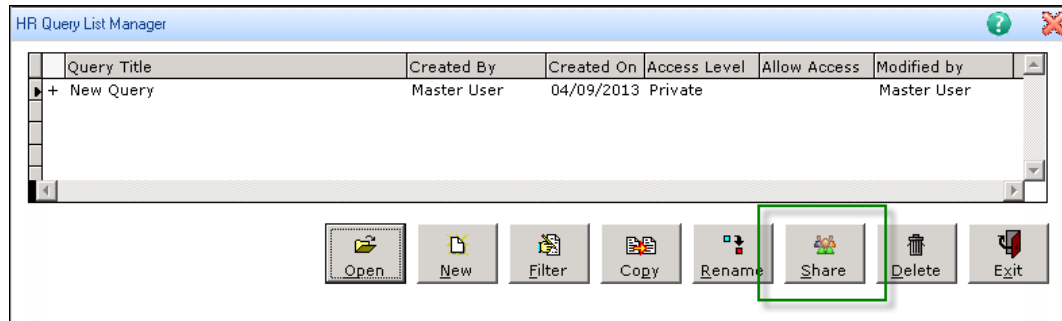 HR Query List Manager
Query Title Created By Created On Access Level Allow Access Modified by
+ New Query Master User 04/09/2013 Private Master User
Open New Filter Copy Rename Share Delete Exit